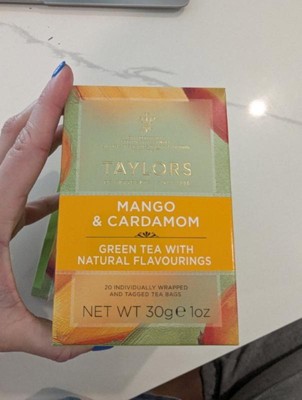 TAYLORS
MANGO
& CARDAMOM
GREEN TEA WITH
NATURAL FLAVOURINGS
20 INDIVIDUALLY WRAPPED
AND TAGGED TEA BAGS
NET WT 30g℮ 1oz